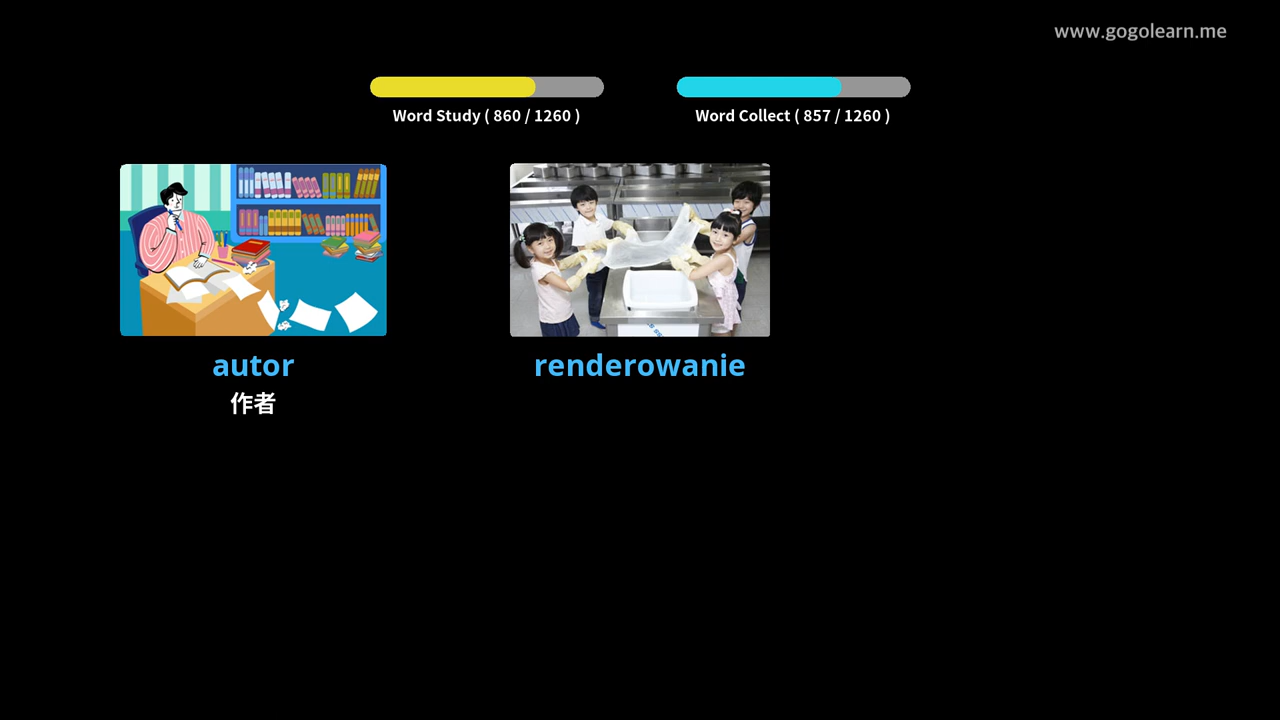 www.gogolearn.me
Word Study ( 860 / 1260 )
Word Collect ( 857 / 1260 )
autor
作者
renderowanie